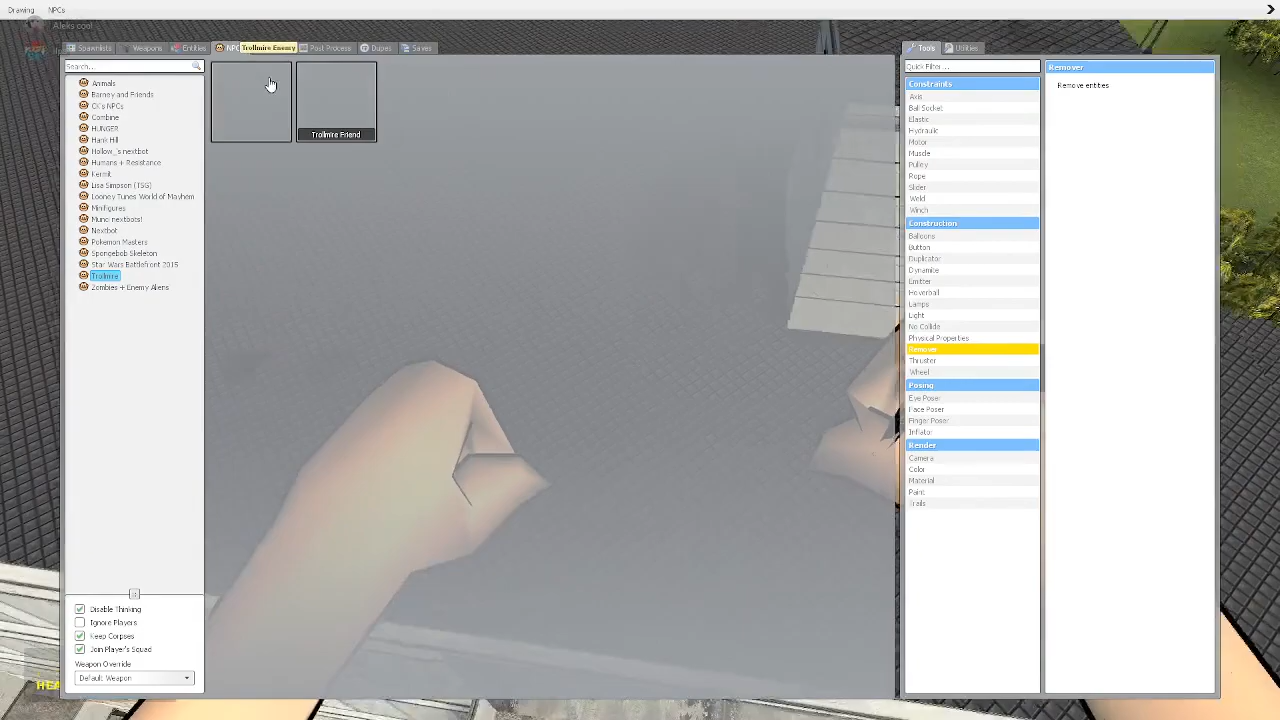 Drawing NPCs
Aleks cool
Spawnlists Weapons Entities NPC Trollmire Enemy Post Process Dupes Saves
Search...
Animals
Barney and Friends
CK's NPCs
Combine
HUNGER
Hank Hill
Hollow_'s nextbot
Humans + Resistance
Kermit
Lisa Simpson (TSG)
Looney Tunes World of Mayhem
Minifigures
Munci nextbots!
Nextbot
Pokemon Masters
Spongebob Skeleton
Star Wars Battlefront 2015
Trollmire
Zombies + Enemy Aliens
Trollmire Friend
Disable Thinking
Ignore Players
Keep Corpses
Join Player's Squad
Weapon Override
Default Weapon
Tools Utilities
Quick Filter ...
Constraints
Axis
Ball Socket
Elastic
Hydraulic
Motor
Muscle
Pulley
Rope
Slider
Weld
Winch
Construction
Balloons
Button
Duplicator
Dynamite
Emitter
Hoverball
Lamps
Light
No Collide
Physical Properties
Remover
Thruster
Wheel
Posing
Eye Poser
Face Poser
Finger Poser
Inflator
Render
Camera
Color
Material
Paint
Trails
Remover
Remove entities